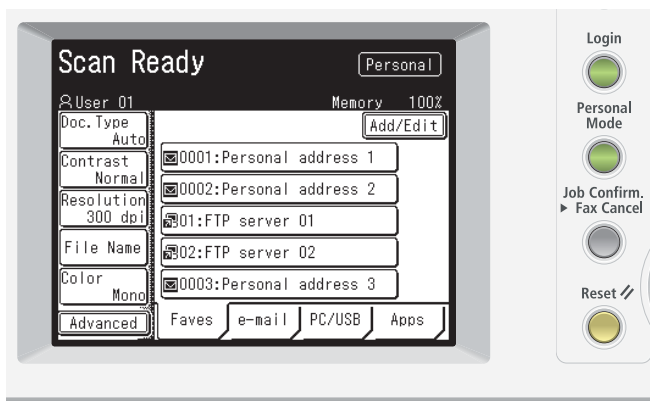 Scan Ready
Personal
User 01
Memory 100%
Doc.Type
Auto
Add/Edit
Contrast
Normal
Resolution
300 dpi
File Name
Color
Mono
Advanced
0001:Personal address 1
0002:Personal address 2
01:FTP server 01
02:FTP server 02
0003:Personal address 3
Faves
e-mail
PC/USB
Apps
Login
Personal
Mode
Job Confirm.
▶ Fax Cancel
Reset